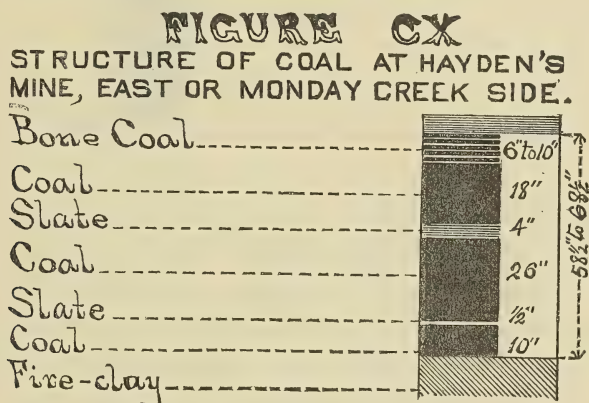 FIGURE CX
STRUCTURE OF COAL AT HAYDEN'S
MINE, EAST OR MONDAY CREEK SIDE.
Bone Coal 6" to 10"
Coal 18"
Slate 4"
Coal 26"
Slate ½"
Coal 10"
Fire-clay
58½" to 68½"